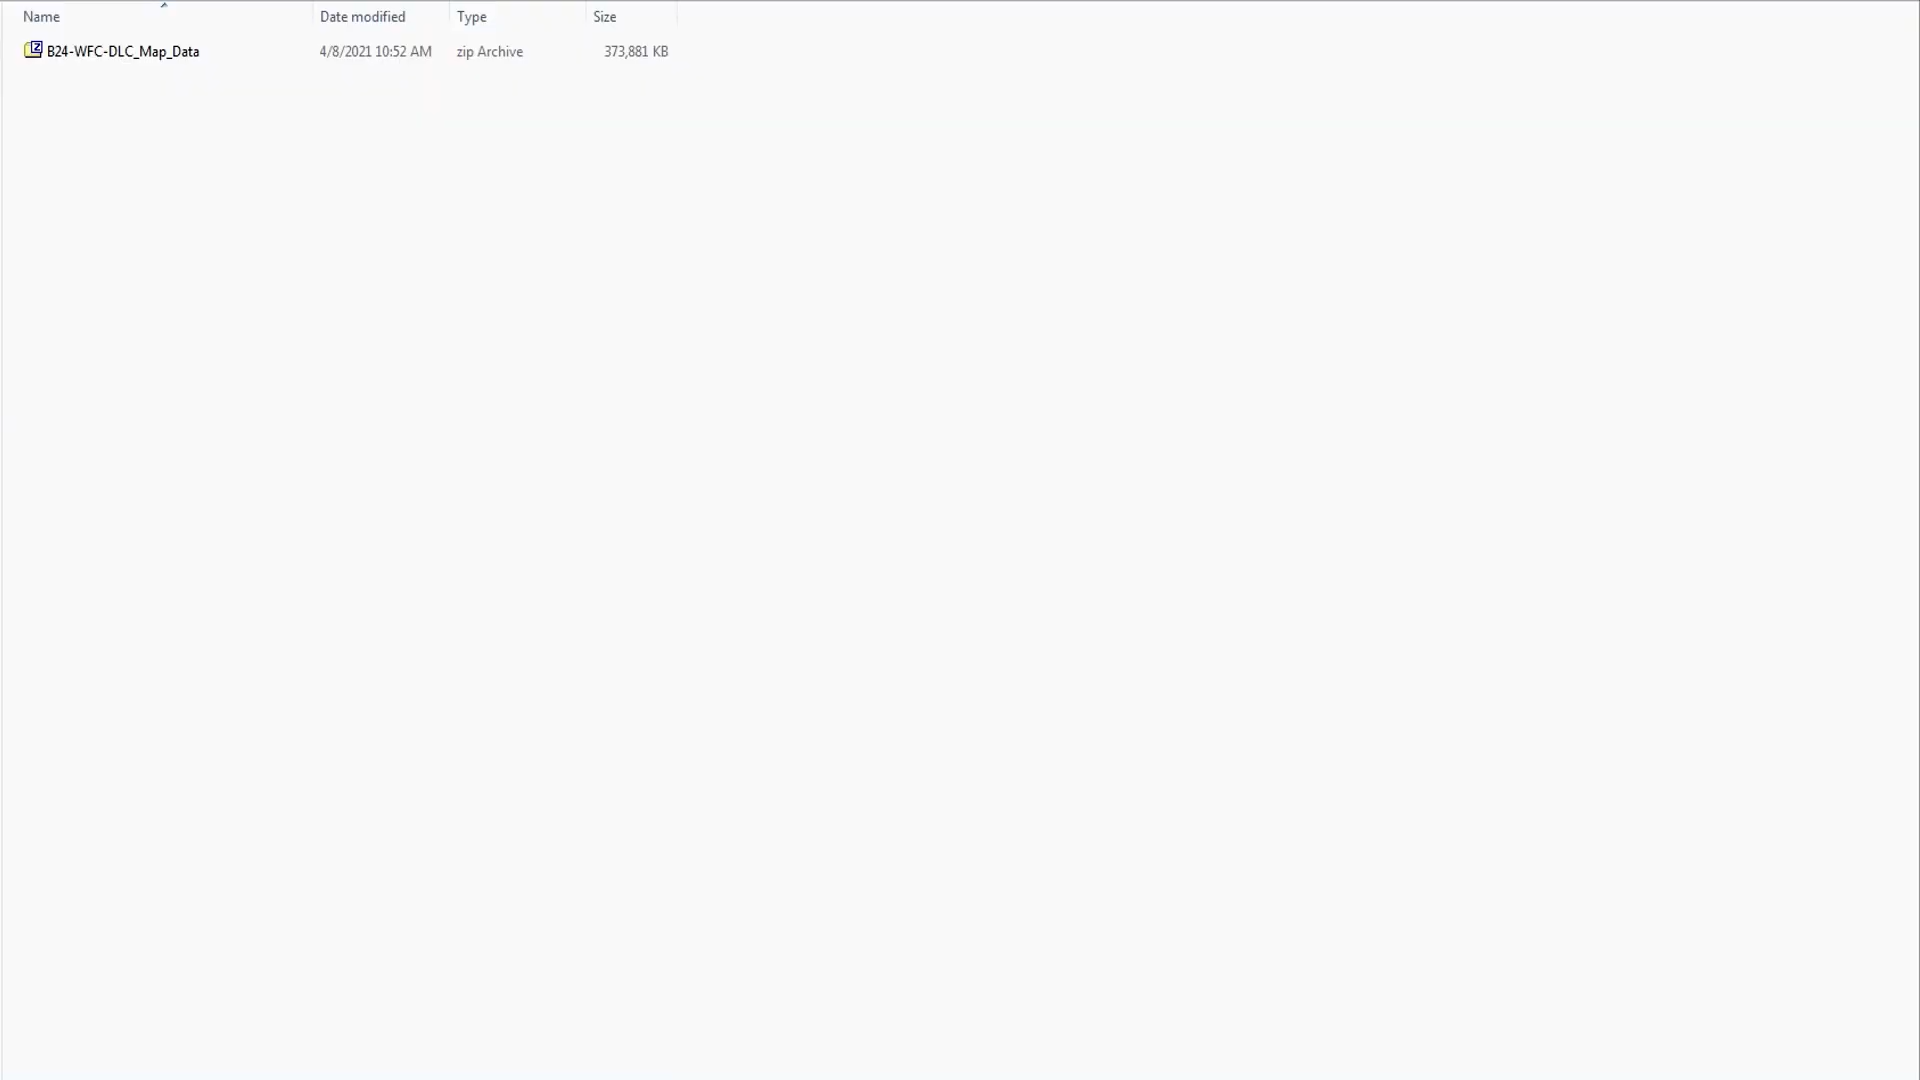 Name Date modified Type Size
B24-WFC-DLC_Map_Data 4/8/2021 10:52 AM zip Archive 373,881 KB